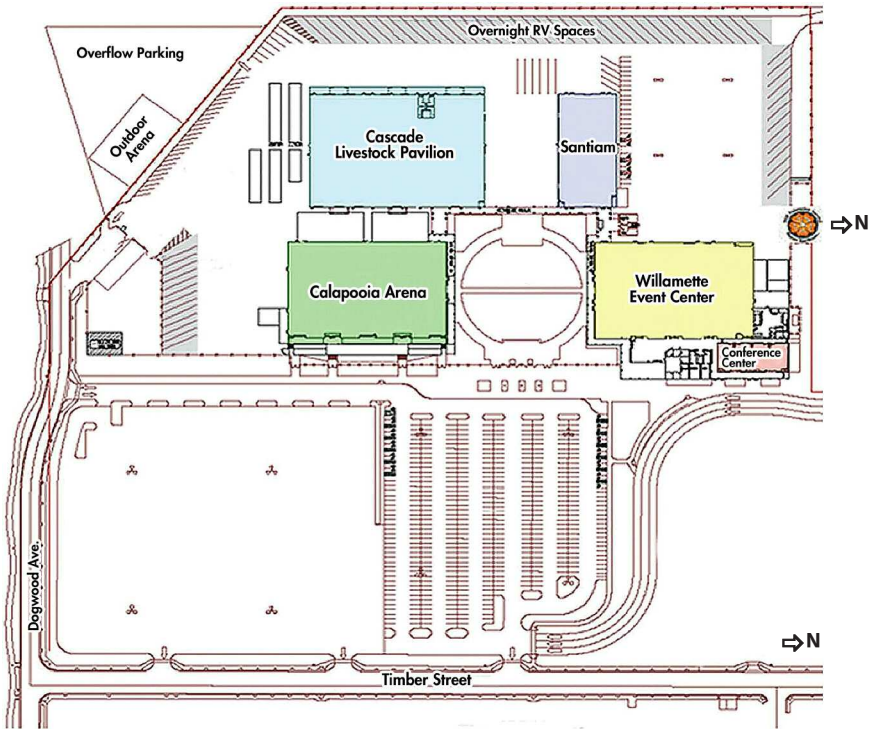 Overnight RV Spaces
Overflow Parking
Outdoor
Arena
Cascade
Livestock Pavilion
Santiam
N
Calapooia Arena
Willamette
Event Center
Conference
Center
Dogwood Ave.
N
Timber Street